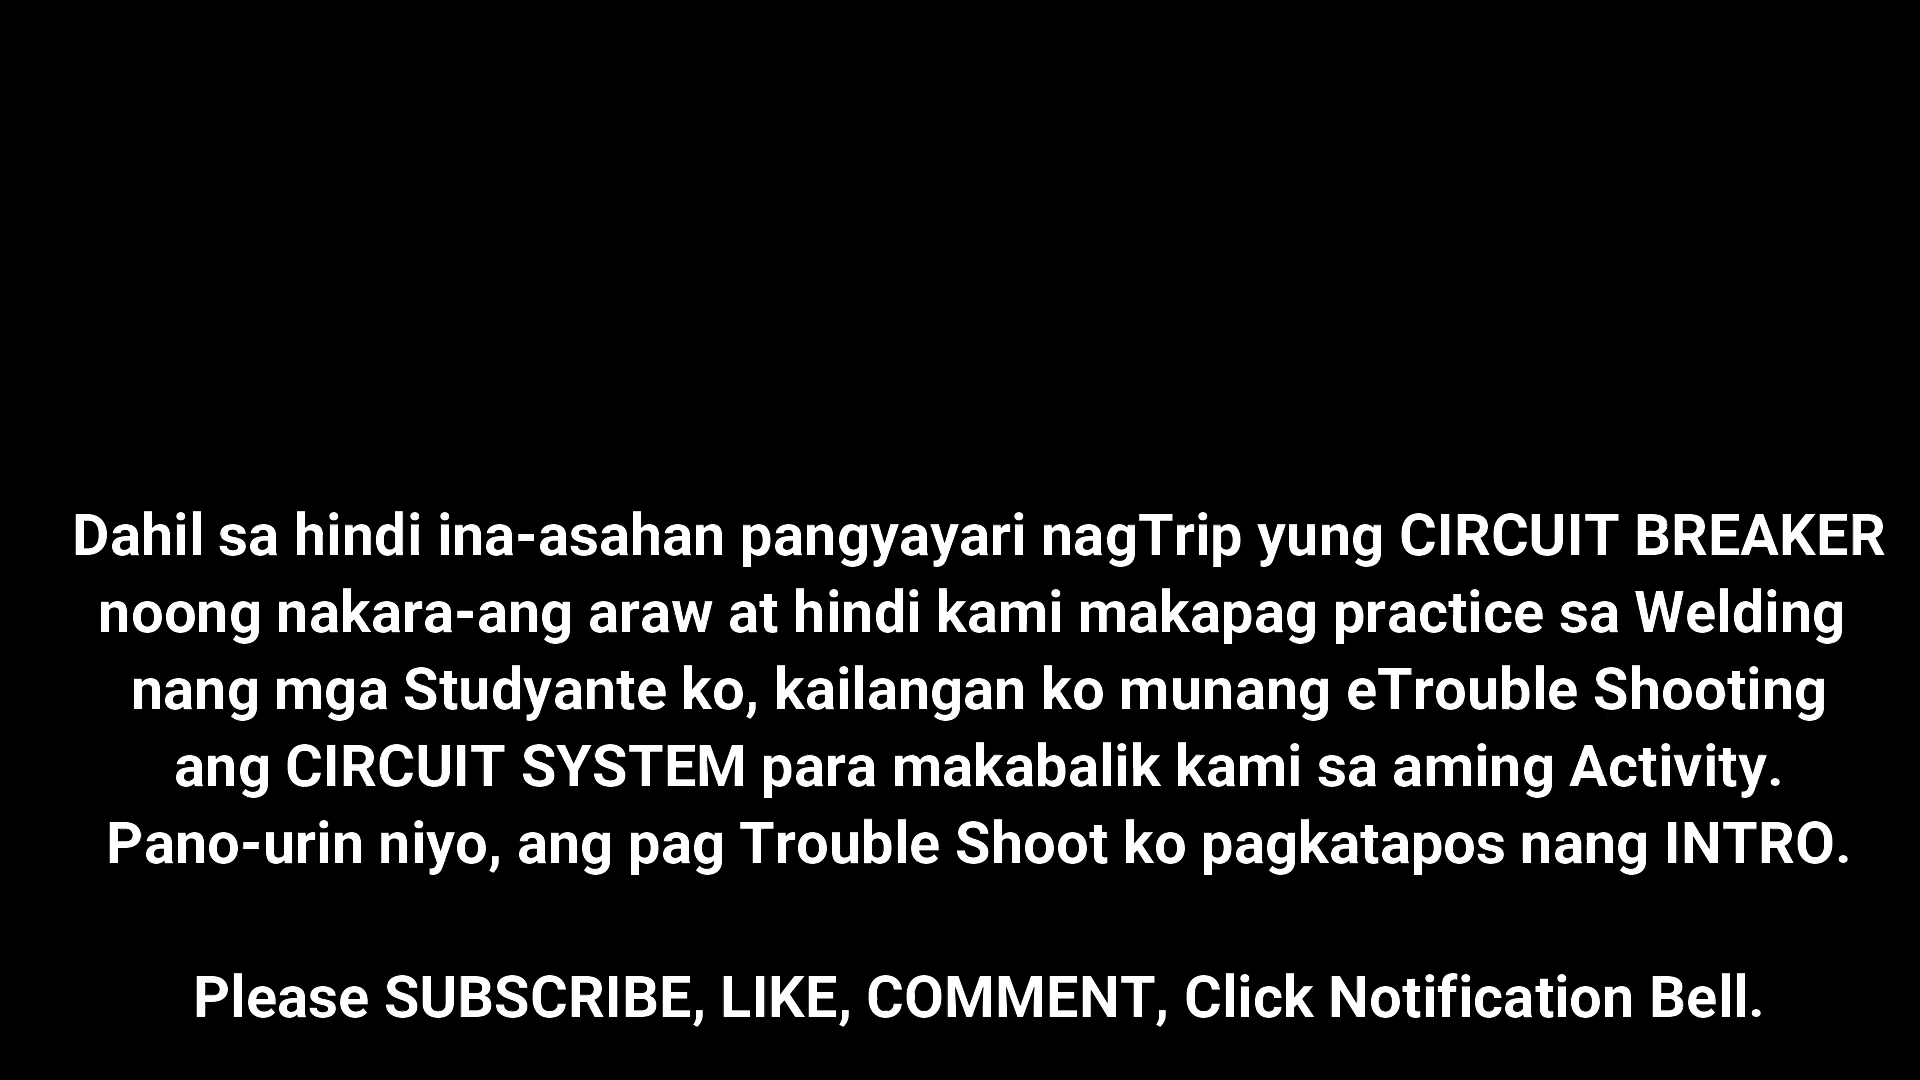 Dahil sa hindi ina-asahan pangyayari nagTrip yung CIRCUIT BREAKER
noong nakara-ang araw at hindi kami makapag practice sa Welding
nang mga Studyante ko, kailangan ko munang eTrouble Shooting
ang CIRCUIT SYSTEM para makabalik kami sa aming Activity.
Pano-urin niyo, ang pag Trouble Shoot ko pagkatapos nang INTRO.
Please SUBSCRIBE, LIKE, COMMENT, Click Notification Bell.